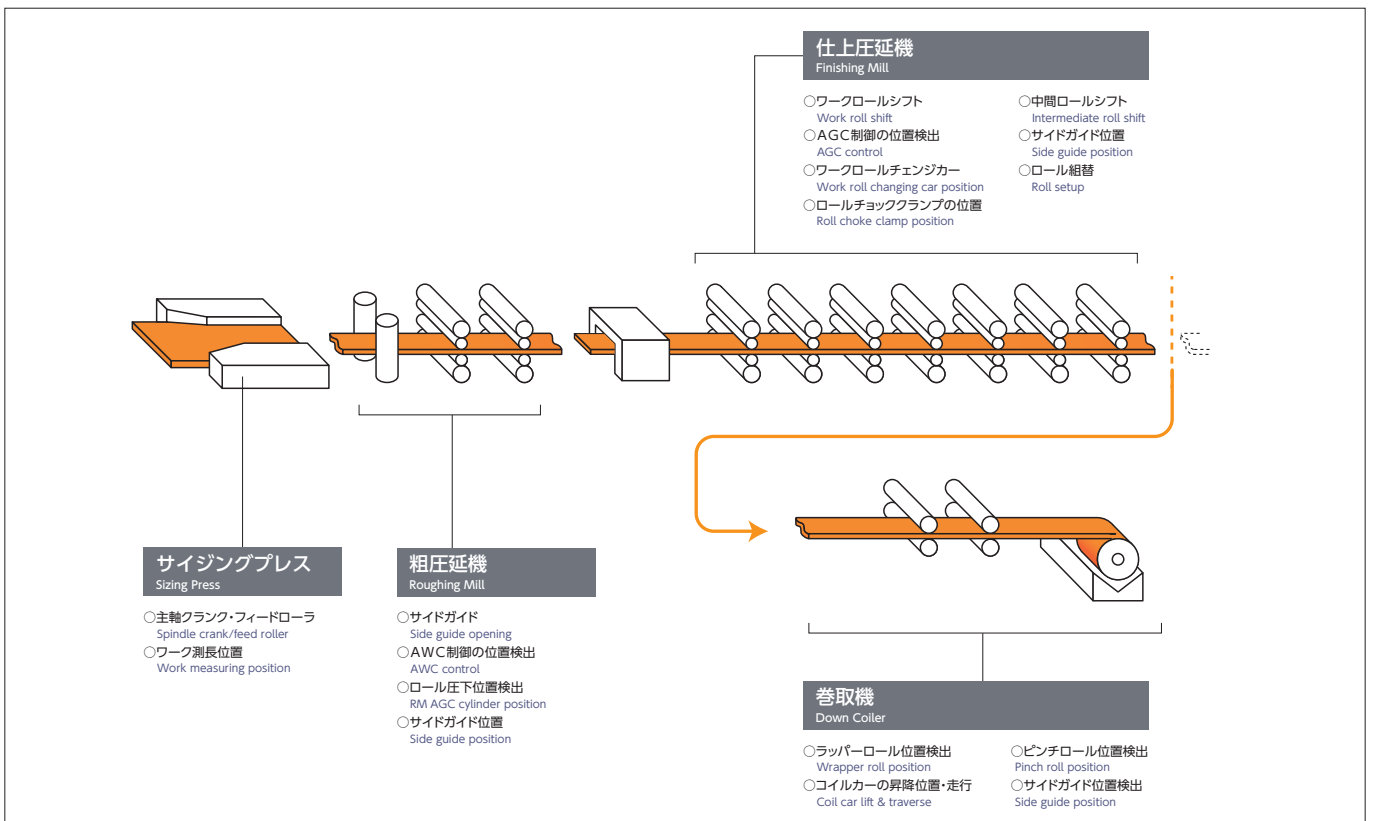 仕上圧延機
Finishing Mill
○ワークロールシフト
Work roll shift
○AGC制御の位置検出
AGC control
○ワークロールチェンジカー
Work roll changing car position
○ロールチョッククランプの位置
Roll choke clamp position
○中間ロールシフト
Intermediate roll shift
○サイドガイド位置
Side guide position
○ロール組替
Roll setup
サイジングプレス
Sizing Press
○主軸クランク・フィードローラ
Spindle crank/feed roller
○ワーク測長位置
Work measuring position
粗圧延機
Roughing Mill
○サイドガイド
Side guide opening
○AWC制御の位置検出
AWC control
○ロール圧下位置検出
RM AGC cylinder position
○サイドガイド位置
Side guide position
巻取機
Down Coiler
○ラッパーロール位置検出
Wrapper roll position
○コイルカーの昇降位置・走行
Coil car lift & traverse
○ピンチロール位置検出
Pinch roll position
○サイドガイド位置検出
Side guide position